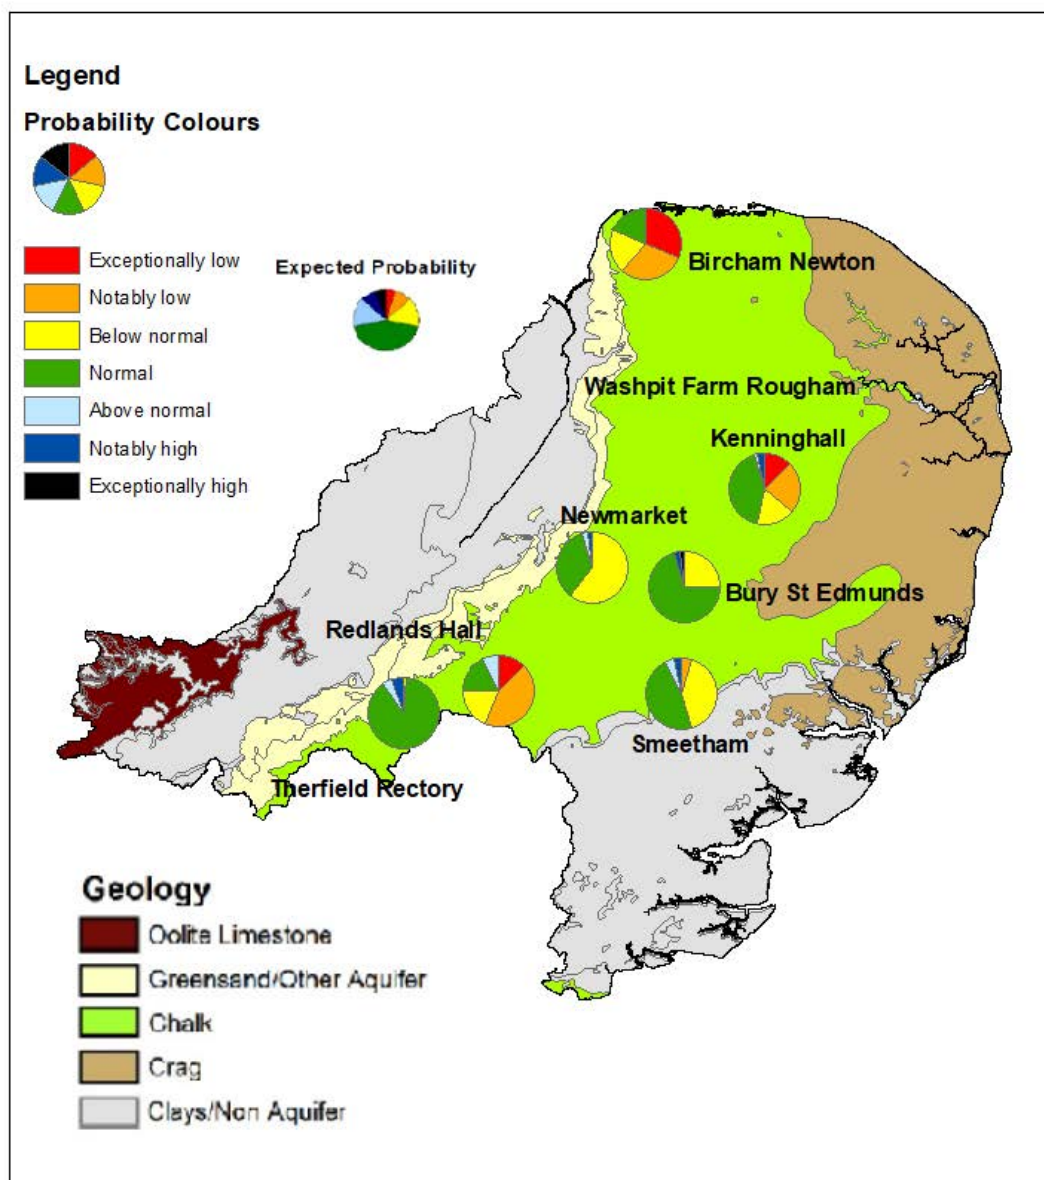 Legend
Probability Colours
Exceptionally low
Notably low
Below normal
Normal
Above normal
Notably high
Exceptionally high
Expected Probability
Bircham Newton
Washpit Farm Rougham
Kenninghall
Newmarket
Bury St Edmunds
Redlands Hall
Smeetham
Therfield Rectory
Geology
Oolite Limestone
Greensand/Other Aquifer
Chalk
Crag
Clays/Non Aquifer